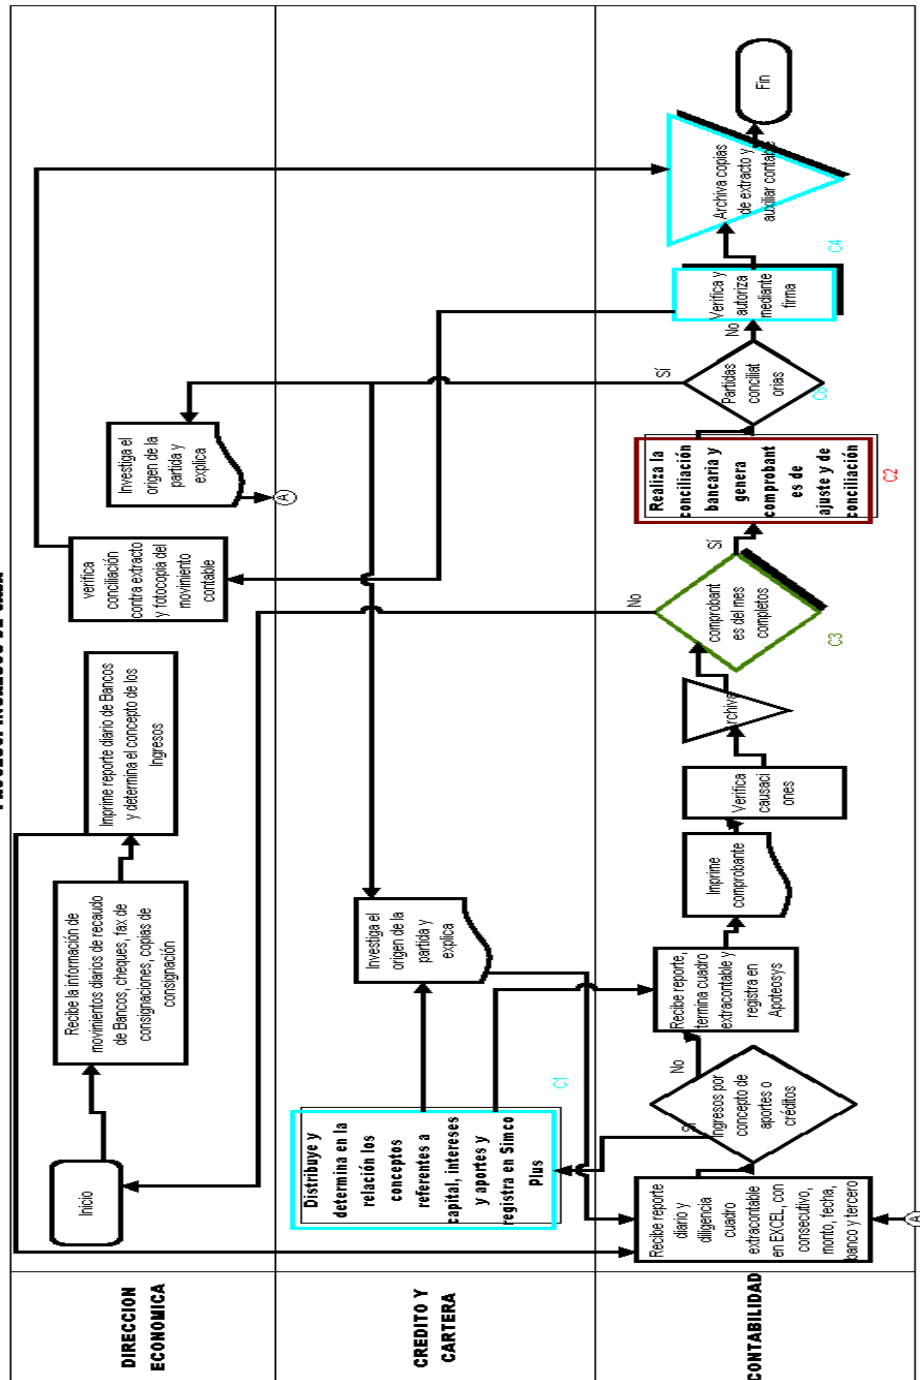 DIRECCION
ECONOMICA
Inicio
Recibe la información de
movimientos diarios de recaudo
de Bancos, cheques, fax de
consignaciones, copias de
consignación
Imprime reporte diario de Bancos
y determina el concepto de los
Ingresos
verifica
conciliación
contra extracto
y fotocopia del
movimiento
contable
Investiga el
origen de la
partida y
explica
A
CREDITO Y
CARTERA
Distribuye y
determina en la
relación los
conceptos
referentes a
capital, intereses
y aportes y
registra en Simco
Plus
C1
Investiga el
origen de la
partida y
explica
CONTABILIDAD
Recibe reporte
diario y
diligencia
cuadro
extracontable
en EXCEL, con
consecutivo,
monto, fecha,
banco y tercero
A
Ingresos por
concepto de
aportes o
créditos
Si
No
Recibe reporte,
termina cuadro
extracontable y
registra en
Apoteosys
Imprime
comprobante
Verifica
causaci
ones
Archiva
comprobant
es del mes
completos
No
Sí
C3
Realiza la
conciliación
bancaria y
genera
comprobant
es de
ajuste y de
conciliación
C2
Partidas
conciliat
orias
Sí
No
Verifica y
autoriza
mediante
firma
C4
Archiva copias
de extracto y
auxiliar contable
Fin